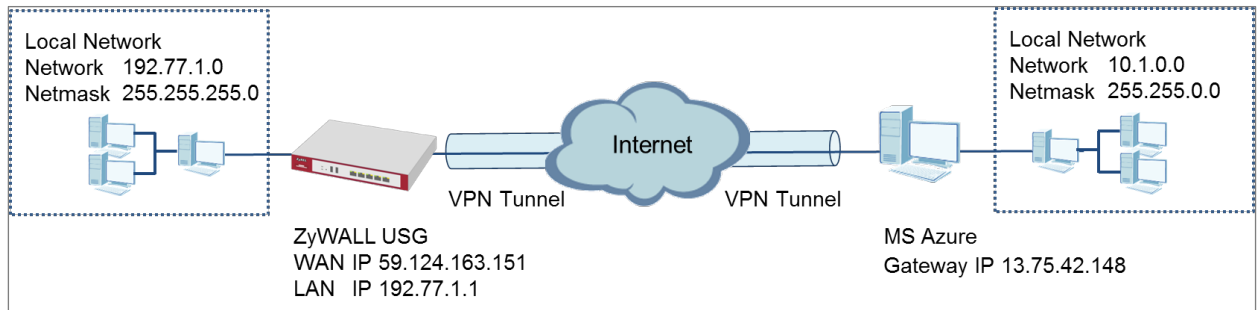 Local Network
Network 192.77.1.0
Netmask 255.255.255.0
Local Network
Network 10.1.0.0
Netmask 255.255.0.0
Internet
VPN Tunnel
VPN Tunnel
ZyWALL USG
WAN IP 59.124.163.151
LAN IP 192.77.1.1
MS Azure
Gateway IP 13.75.42.148